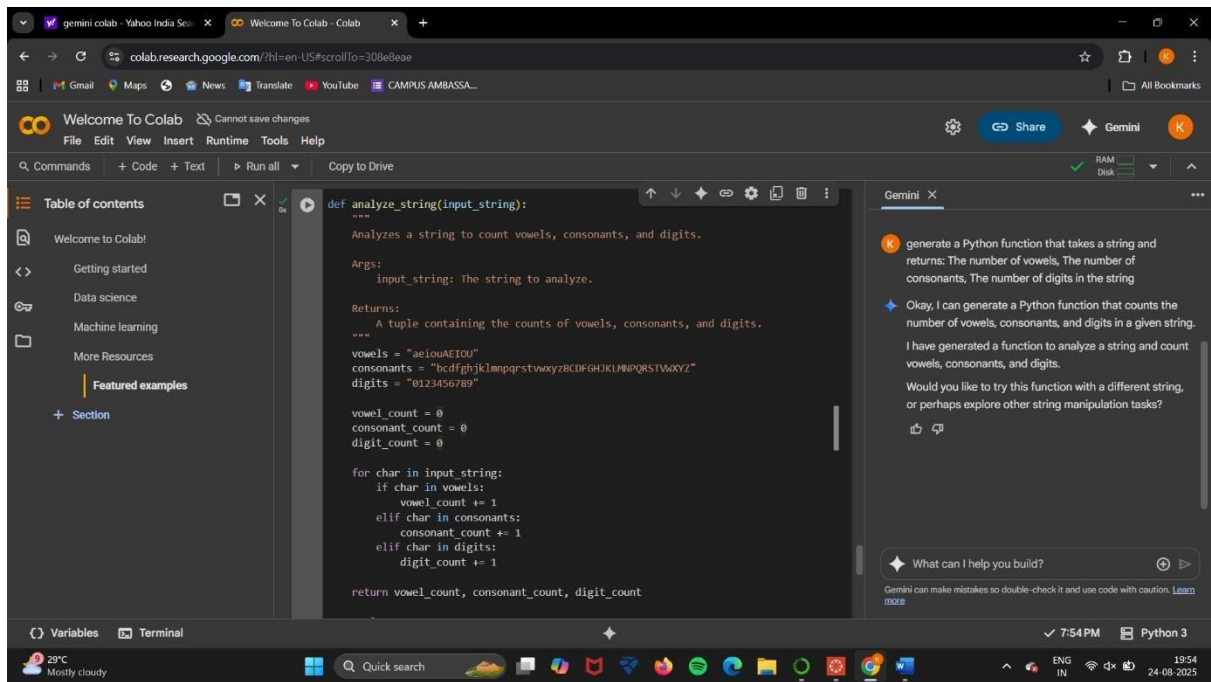 gemini colab - Yahoo India Sea
Welcome To Colab - Colab
colab.research.google.com/?hl=en-US#scrollTo=308e8eae
Gmail
Maps
News
Translate
YouTube
CAMPUS AMBASSA...
All Bookmarks
Welcome To Colab
Cannot save changes
File Edit View Insert Runtime Tools Help
Share
Gemini
K
Commands
+ Code + Text
Run all
Copy to Drive
RAM
Disk
Table of contents
Welcome to Colab!
Getting started
Data science
Machine learning
More Resources
Featured examples
+ Section
0s
def analyze_string(input_string):
"""
Analyzes a string to count vowels, consonants, and digits.
Args:
input_string: The string to analyze.
Returns:
A tuple containing the counts of vowels, consonants, and digits.
"""
vowels = "aeiouAEIOU"
consonants = "bcdfghjklmnpqrstvwxyzBCDFGHJKLMNPQRSTVWXYZ"
digits = "0123456789"
vowel_count = 0
consonant_count = 0
digit_count = 0
for char in input_string:
if char in vowels:
vowel_count += 1
elif char in consonants:
consonant_count += 1
elif char in digits:
digit_count += 1
return vowel_count, consonant_count, digit_count
Gemini
K
generate a Python function that takes a string and
returns: The number of vowels, The number of
consonants, The number of digits in the string
Okay, I can generate a Python function that counts the
number of vowels, consonants, and digits in a given string.
I have generated a function to analyze a string and count
vowels, consonants, and digits.
Would you like to try this function with a different string,
or perhaps explore other string manipulation tasks?
What can I help you build?
Gemini can make mistakes so double-check it and use code with caution. Learn
more
Variables
Terminal
7:54 PM
Python 3
9
29°C
Mostly cloudy
Quick search
ENG
IN
19:54
24-08-2025